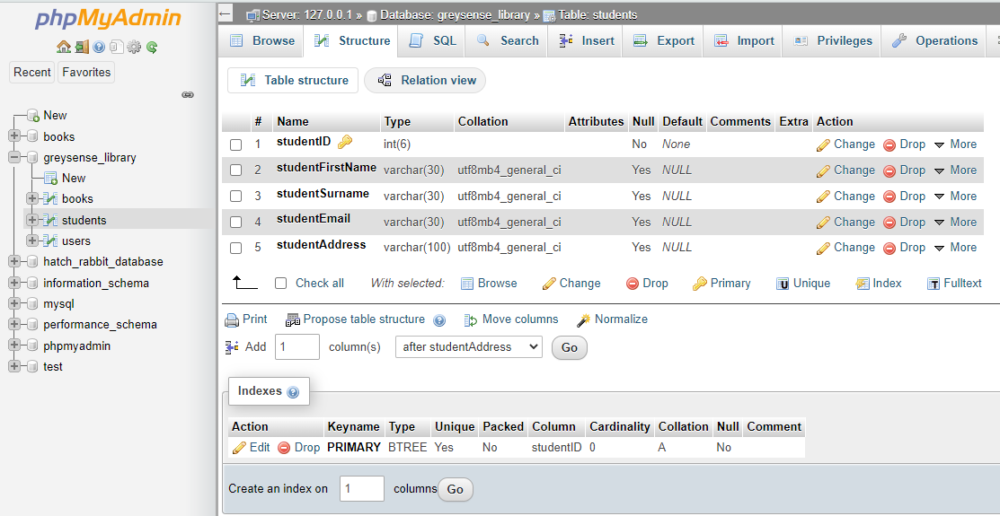 phpMyAdmin
Recent Favorites
New
books
greysense_library
New
books
students
users
hatch_rabbit_database
information_schema
mysql
performance_schema
phpmyadmin
test
Server: 127.0.0.1 » Database: greysense_library » Table: students
Browse Structure SQL Search Insert Export Import Privileges Operations
Table structure Relation view
# Name Type Collation Attributes Null Default Comments Extra Action
1 studentID int(6) No None Change Drop More
2 studentFirstName varchar(30) utf8mb4_general_ci Yes NULL Change Drop More
3 studentSurname varchar(30) utf8mb4_general_ci Yes NULL Change Drop More
4 studentEmail varchar(30) utf8mb4_general_ci Yes NULL Change Drop More
5 studentAddress varchar(100) utf8mb4_general_ci Yes NULL Change Drop More
Check all With selected: Browse Change Drop Primary Unique Index Fulltext
Print Propose table structure Move columns Normalize
Add 1 column(s) after studentAddress Go
Indexes
Action Keyname Type Unique Packed Column Cardinality Collation Null Comment
Edit Drop PRIMARY BTREE Yes No studentID 0 A No
Create an index on 1 columns Go